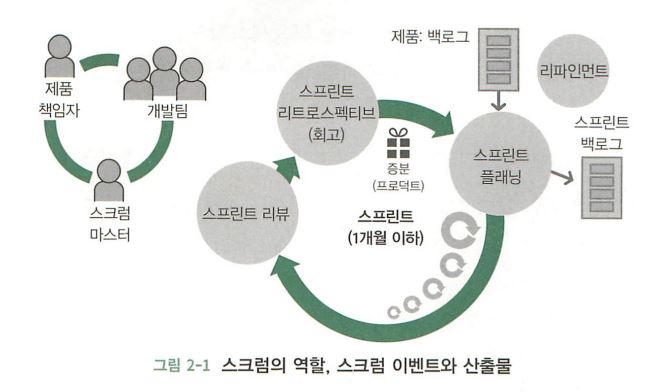 제품
책임자
개발팀
스크럼
마스터
제품: 백로그
리파인먼트
스프린트
리트로스펙티브
(회고)
증분
(프로덕트)
스프린트
플래닝
스프린트
백로그
스프린트 리뷰
스프린트
(1개월 이하)
그림 2-1 스크럼의 역할, 스크럼 이벤트와 산출물